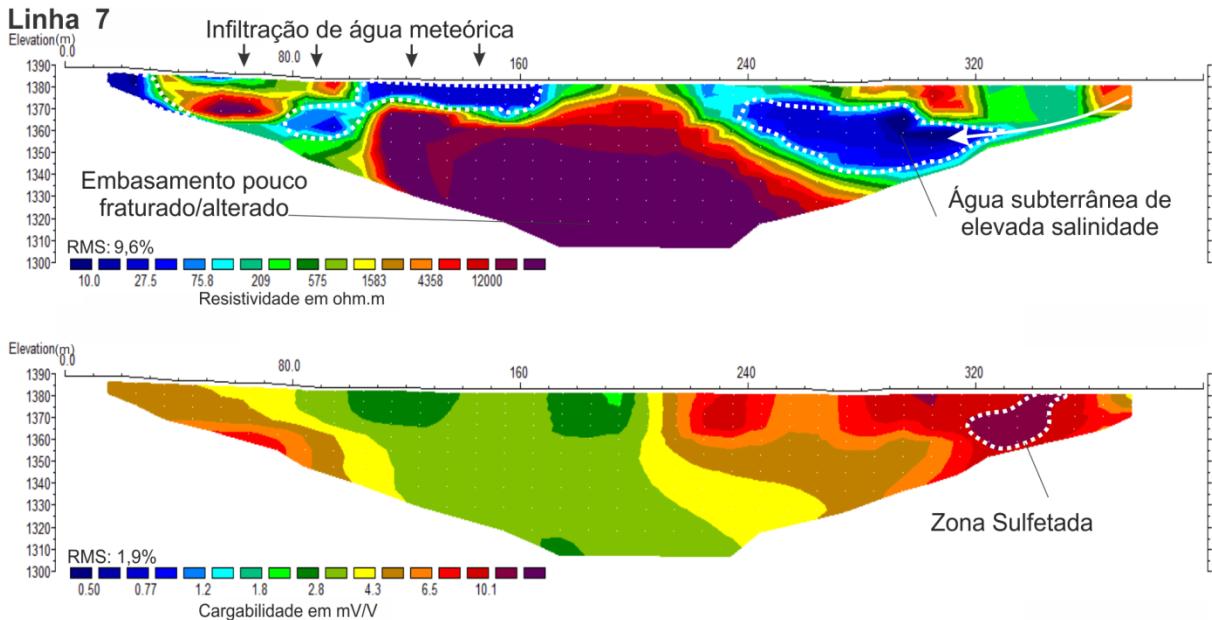 Linha 7
Infiltração de água meteórica
Elevation(m)
0.0
80.0
160
240
320
1390
1380
1370
1360
1350
1340
1330
1320
1310
1300
Embasamento pouco
fraturado/alterado
Água subterrânea de
elevada salinidade
RMS: 9,6%
10.0 27.5 75.8 209 575 1583 4358 12000
Resistividade em ohm.m
Elevation(m)
0.0
80.0
160
240
320
1390
1380
1370
1360
1350
1340
1330
1320
1310
1300
Zona Sulfetada
RMS: 1,9%
0.50 0.77 1.2 1.8 2.8 4.3 6.5 10.1
Cargabilidade em mV/V